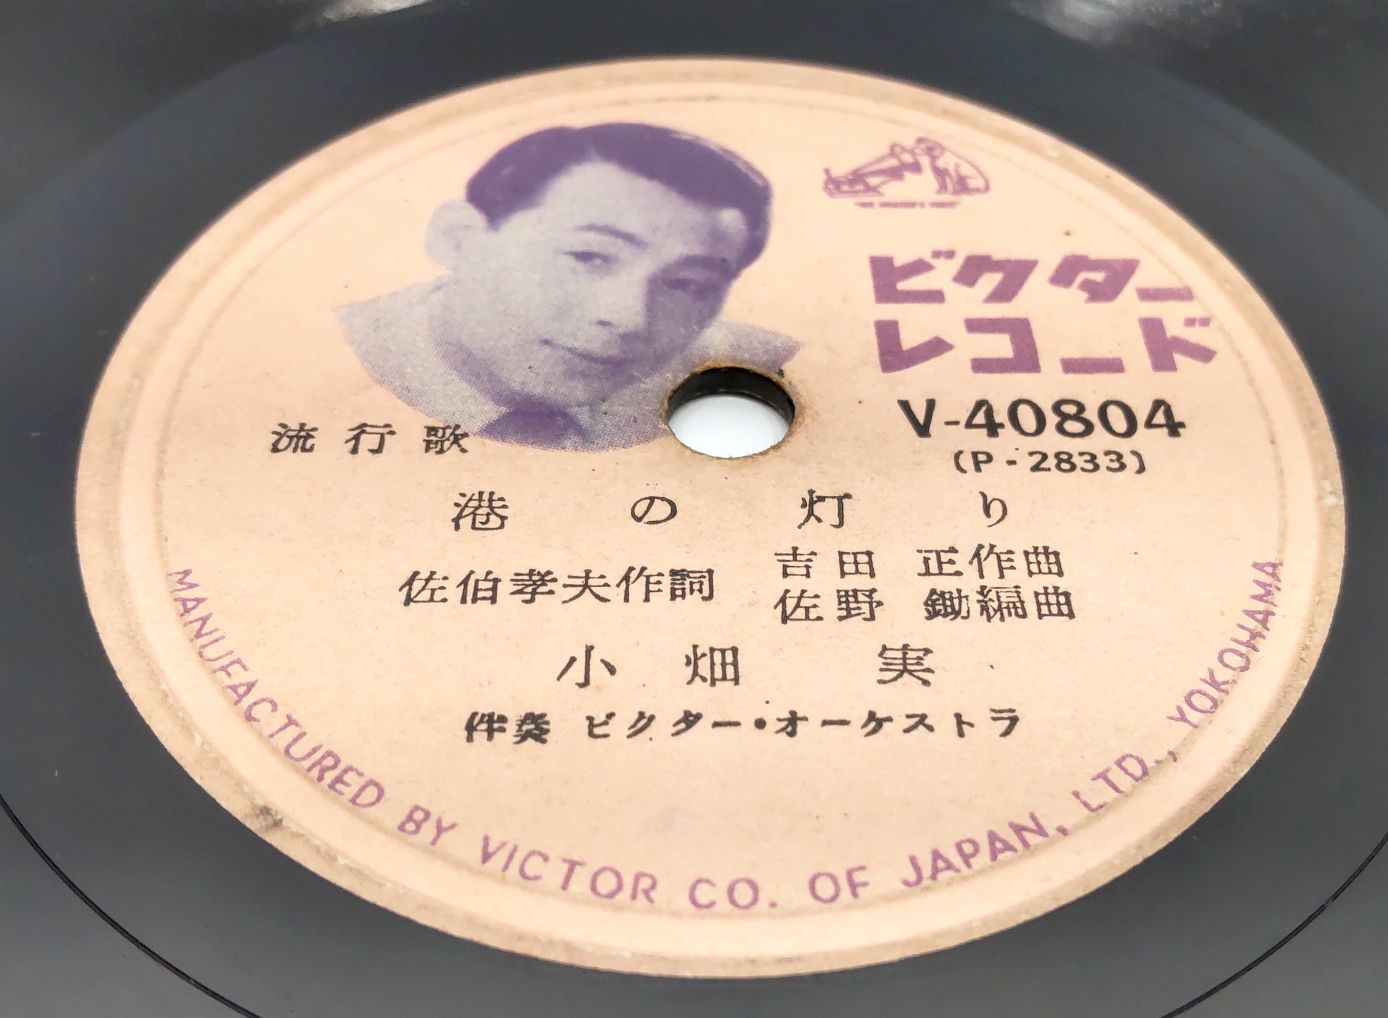 ビクター
レコード
V-40804
(P-2833)
流行歌
港の灯り
佐伯孝夫作詞
吉田 正作曲
佐野 鋤編曲
小畑 実
伴奏 ビクター・オーケストラ
MANUFACTURED BY VICTOR CO. OF JAPAN, LTD., YOKOHAMA